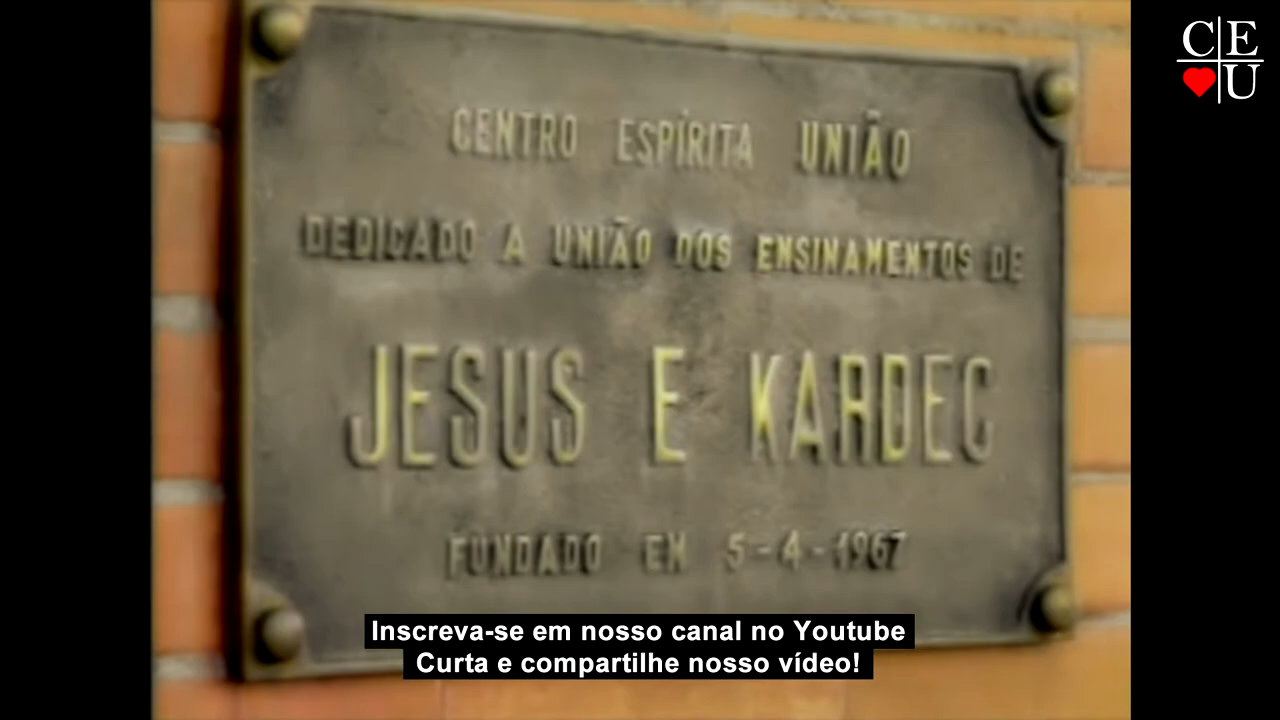 CENTRO ESPÍRITA UNIÃO
DEDICADO A UNIÃO DOS ENSINAMENTOS DE
JESUS E KARDEC
FUNDADO EM 5-4-1967
Inscreva-se em nosso canal no Youtube
Curta e compartilhe nosso vídeo!
C E
U